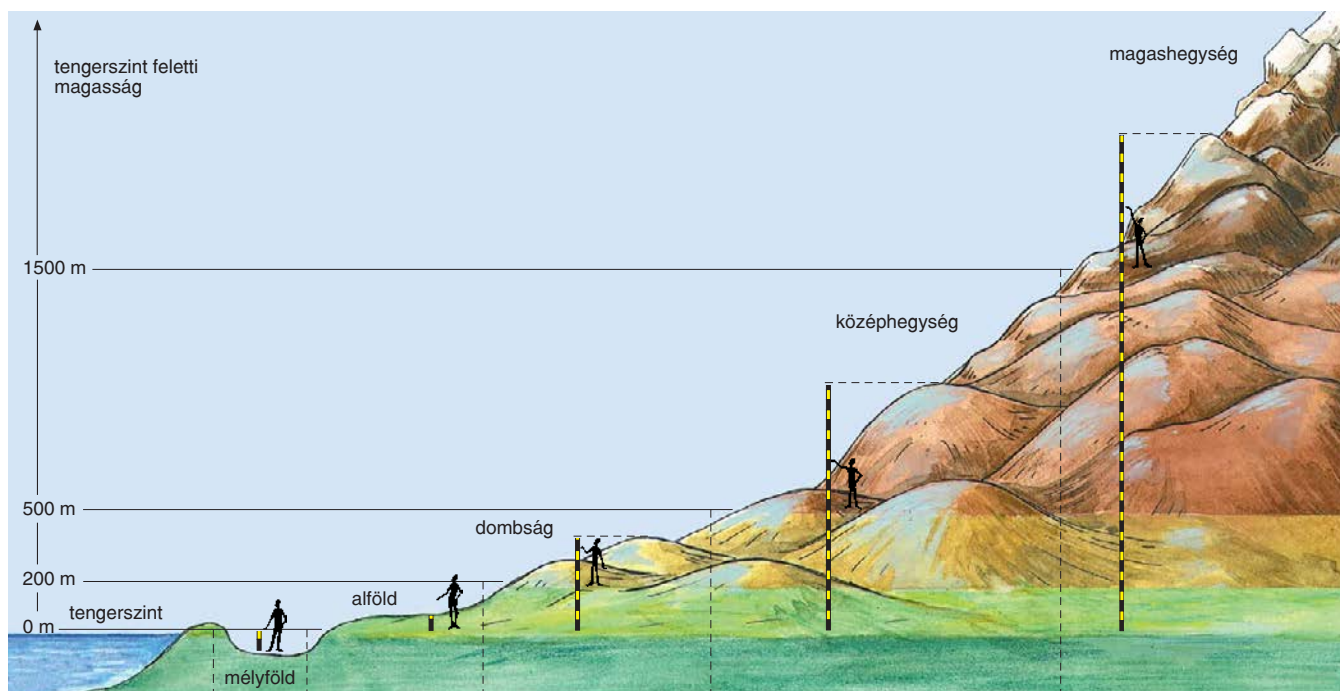 tengerszint feletti
magasság
magashegység
1500 m
középhegység
500 m
dombság
200 m
alföld
tengerszint
0 m
mélyföld